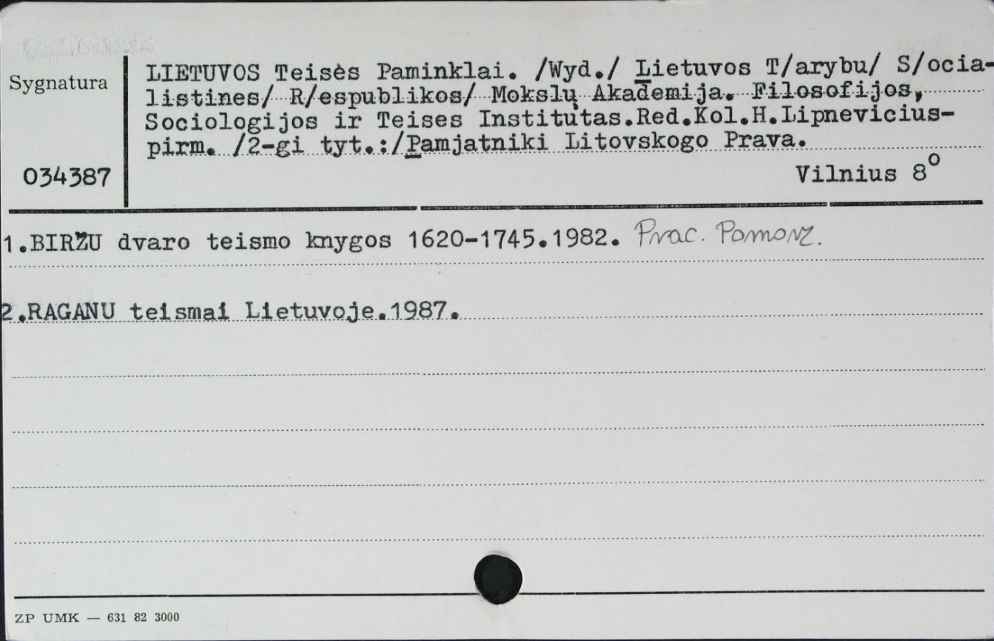 Sygnatura
034387
LIETUVOS Teisės Paminklai. /Wyd./ Lietuvos T/arybu/ S/ocia-
listines/ R/espublikos/ Mokslų Akademija. Filosofijos,
Sociologijos ir Teises Institutas.Red.Kol.H.Lipnevicius-
pirm. /2-gi tyt.:/Pamjatniki Litovskogo Prava.
Vilnius 8°
1.BIRŽU dvaro teismo knygos 1620-1745.1982. Prac. Pomorz.
2.RAGANU teismai Lietuvoje.1987.
ZP UMK — 631 82 3000